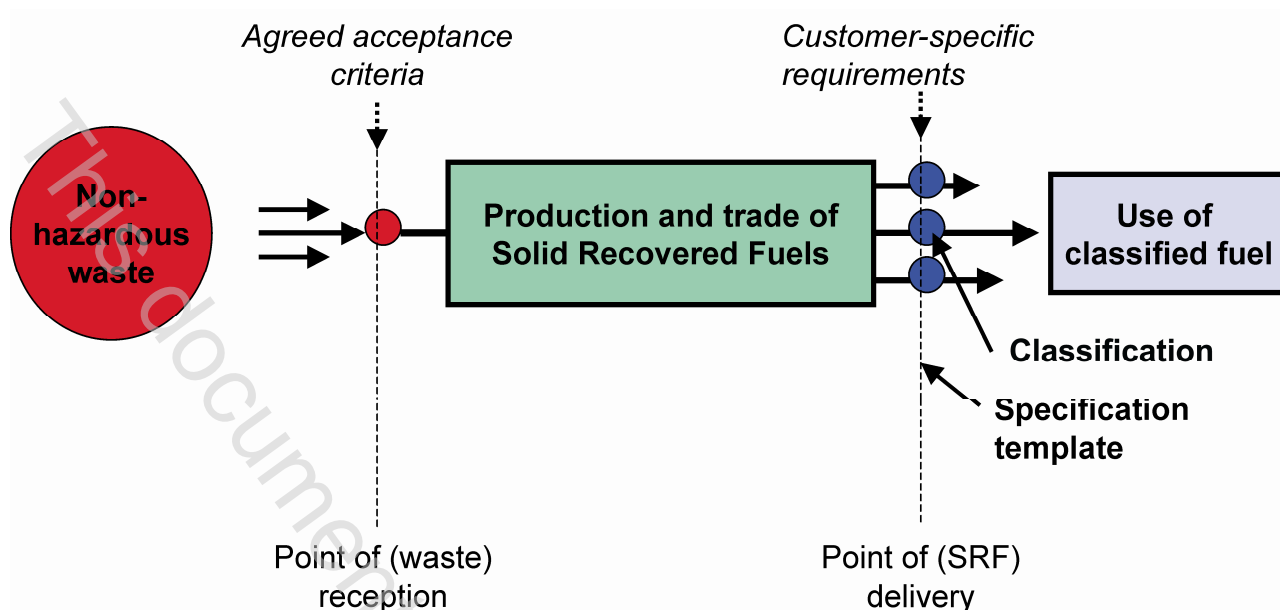 Agreed acceptance
criteria
Customer-specific
requirements
Non-
hazardous
waste
Production and trade of
Solid Recovered Fuels
Use of
classified fuel
Classification
Specification
template
Point of (waste)
reception
Point of (SRF)
delivery
This document